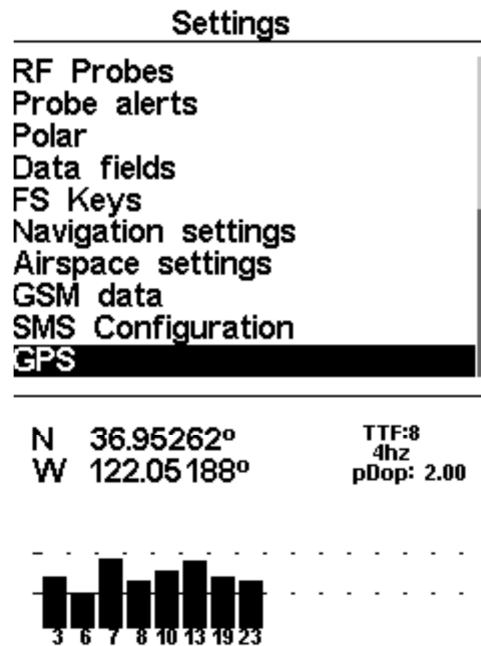 Settings
RF Probes
Probe alerts
Polar
Data fields
FS Keys
Navigation settings
Airspace settings
GSM data
SMS Configuration
GPS
N 36.95262º TTF:8
4hz
W 122.05188º pDop: 2.00
3 6 7 8 10 13 19 23